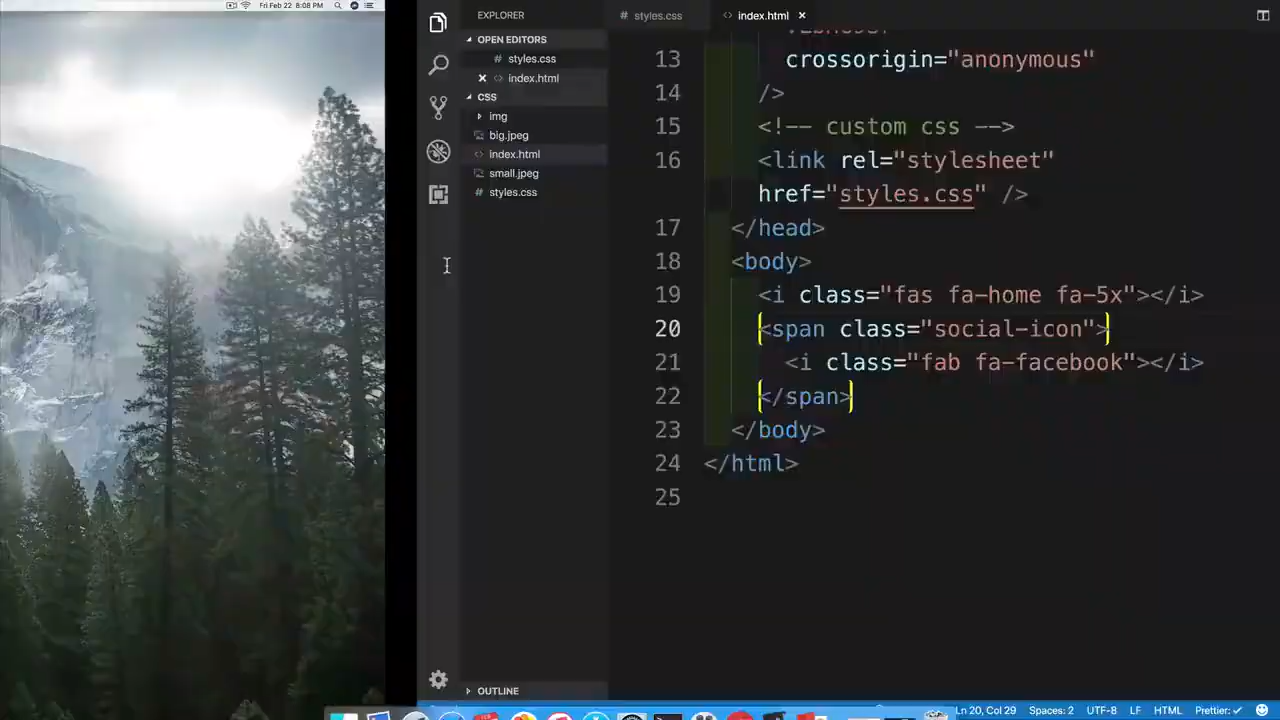 Fri Feb 22 8:08 PM
EXPLORER
OPEN EDITORS
# styles.css
<> index.html
CSS
img
big.jpeg
<> index.html
small.jpeg
# styles.css
OUTLINE
# styles.css
<> index.html
13 crossorigin="anonymous"
14 />
15 <!-- custom css -->
16 <link rel="stylesheet"
href="styles.css" />
17 </head>
18 <body>
19 <i class="fas fa-home fa-5x"></i>
20 <span class="social-icon">
21 <i class="fab fa-facebook"></i>
22 </span>
23 </body>
24 </html>
25
Ln 20, Col 29 Spaces: 2 UTF-8 LF HTML Prettier: ✓